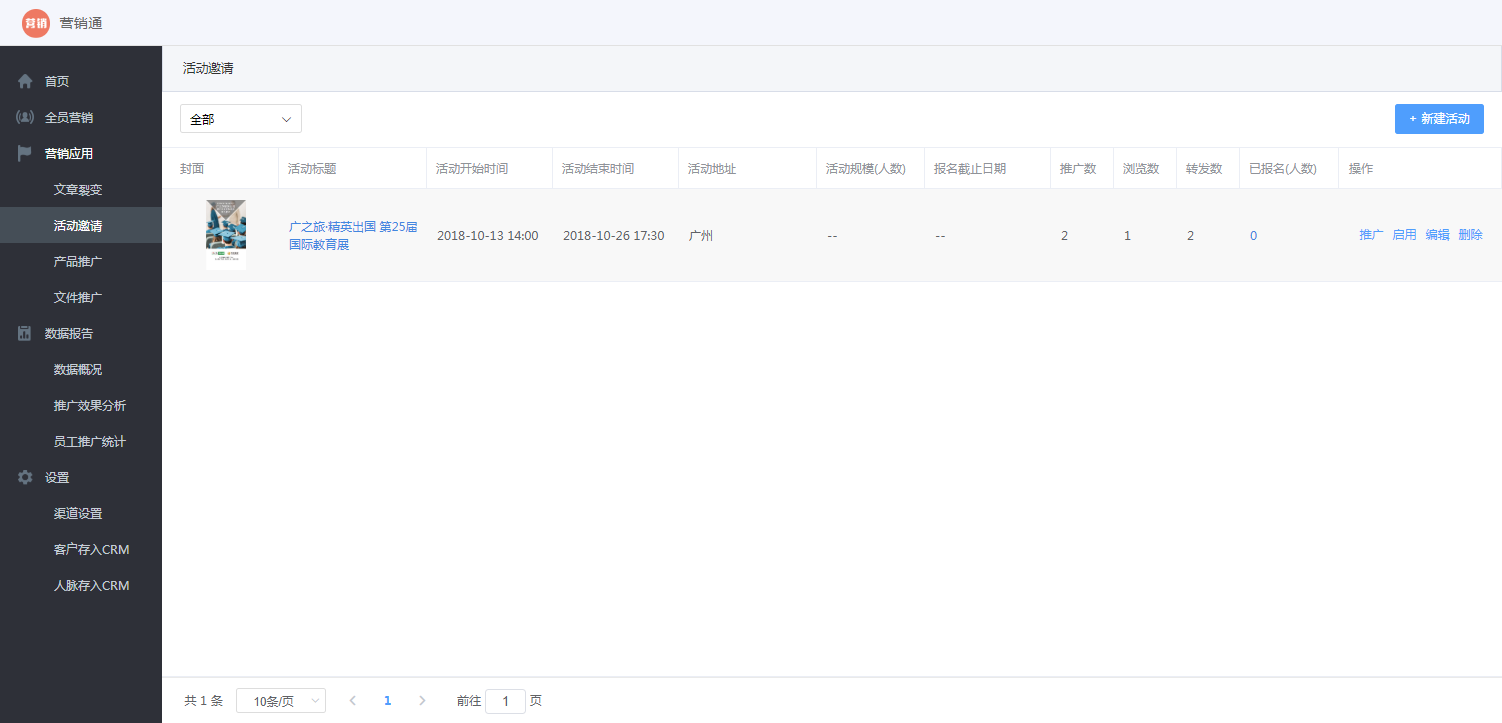 营销 营销通
首页
全员营销
营销应用
文章裂变
活动邀请
产品推广
文件推广
数据报告
数据概况
推广效果分析
员工推广统计
设置
渠道设置
客户存入CRM
人脉存入CRM
活动邀请
全部
+ 新建活动
封面 活动标题 活动开始时间 活动结束时间 活动地址 活动规模(人数) 报名截止日期 推广数 浏览数 转发数 已报名(人数) 操作
广之旅·精英出国 第25届
国际教育展
2018-10-13 14:00 2018-10-26 17:30 广州 -- -- 2 1 2 0 推广 启用 编辑 删除
共 1 条 10条/页 1 前往 1 页